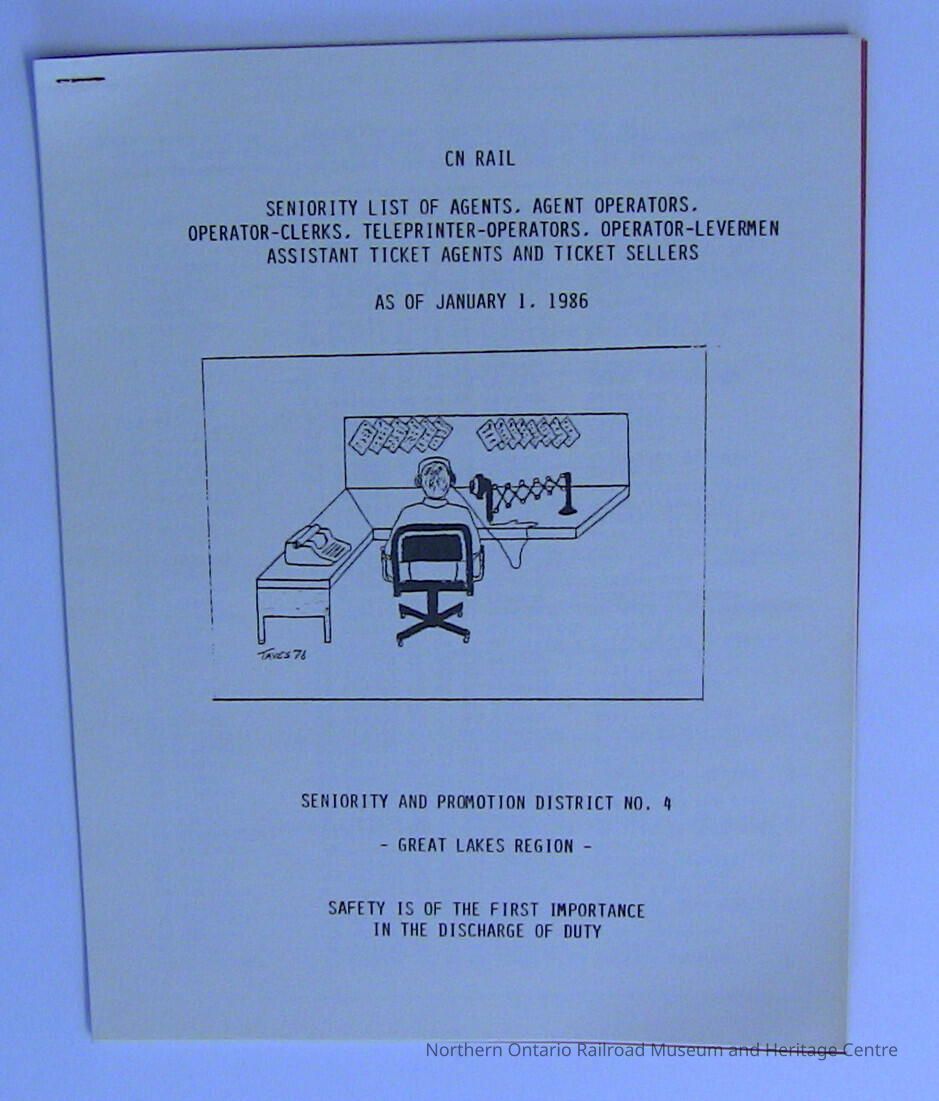 CN RAIL
SENIORITY LIST OF AGENTS, AGENT OPERATORS,
OPERATOR-CLERKS, TELEPRINTER-OPERATORS, OPERATOR-LEVERMEN
ASSISTANT TICKET AGENTS AND TICKET SELLERS
AS OF JANUARY 1, 1986
TAVES 76
SENIORITY AND PROMOTION DISTRICT NO. 4
- GREAT LAKES REGION -
SAFETY IS OF THE FIRST IMPORTANCE
IN THE DISCHARGE OF DUTY
Northern Ontario Railroad Museum and Heritage Centre